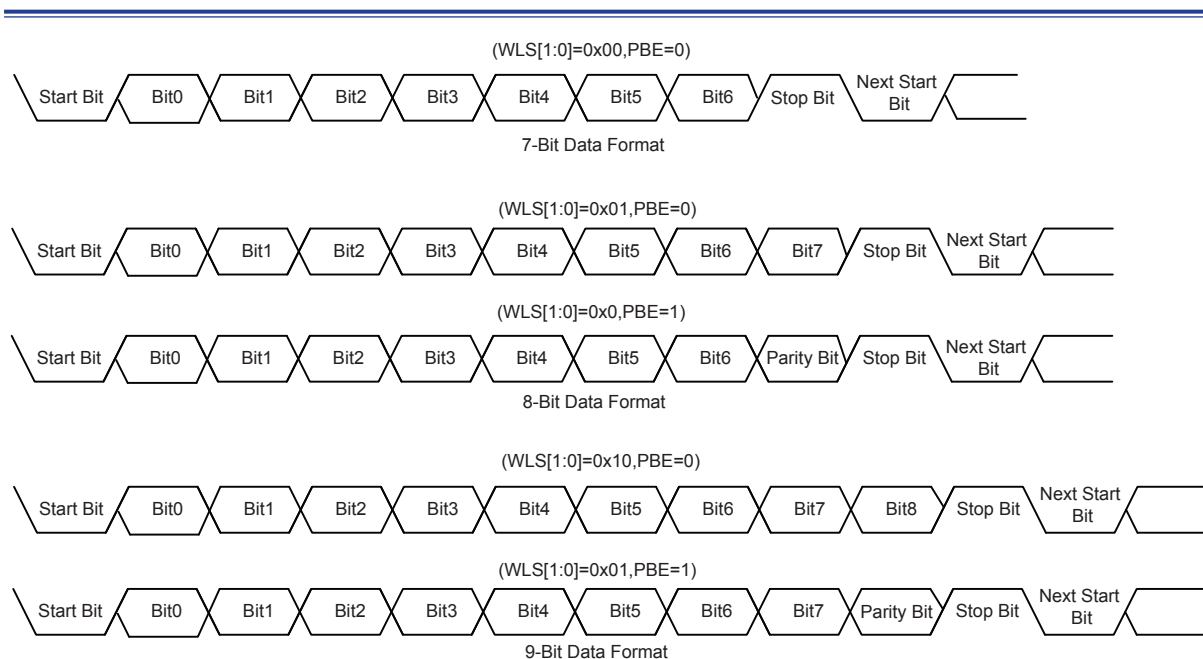 (WLS[1:0]=0x00,PBE=0)
Start Bit Bit0 Bit1 Bit2 Bit3 Bit4 Bit5 Bit6 Stop Bit Next Start Bit
7-Bit Data Format
(WLS[1:0]=0x01,PBE=0)
Start Bit Bit0 Bit1 Bit2 Bit3 Bit4 Bit5 Bit6 Bit7 Stop Bit Next Start Bit
(WLS[1:0]=0x0,PBE=1)
Start Bit Bit0 Bit1 Bit2 Bit3 Bit4 Bit5 Bit6 Parity Bit Stop Bit Next Start Bit
8-Bit Data Format
(WLS[1:0]=0x10,PBE=0)
Start Bit Bit0 Bit1 Bit2 Bit3 Bit4 Bit5 Bit6 Bit7 Bit8 Stop Bit Next Start Bit
(WLS[1:0]=0x01,PBE=1)
Start Bit Bit0 Bit1 Bit2 Bit3 Bit4 Bit5 Bit6 Bit7 Parity Bit Stop Bit Next Start Bit
9-Bit Data Format